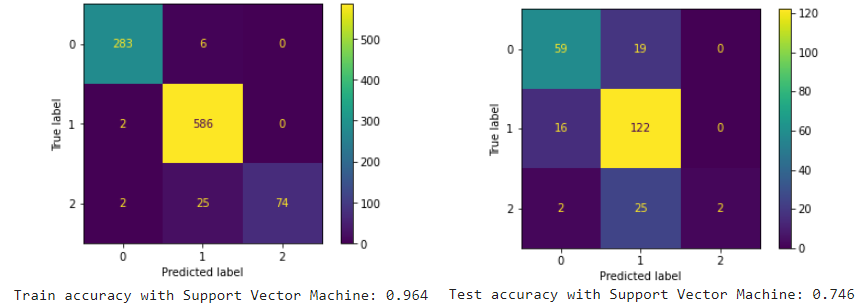 0 283 6 0
1 2 586 0
2 2 25 74
0 1 2
True label
Predicted label
500
400
300
200
100
0
Train accuracy with Support Vector Machine: 0.964
0 59 19 0
1 16 122 0
2 2 25 2
0 1 2
True label
Predicted label
120
100
80
60
40
20
0
Test accuracy with Support Vector Machine: 0.746